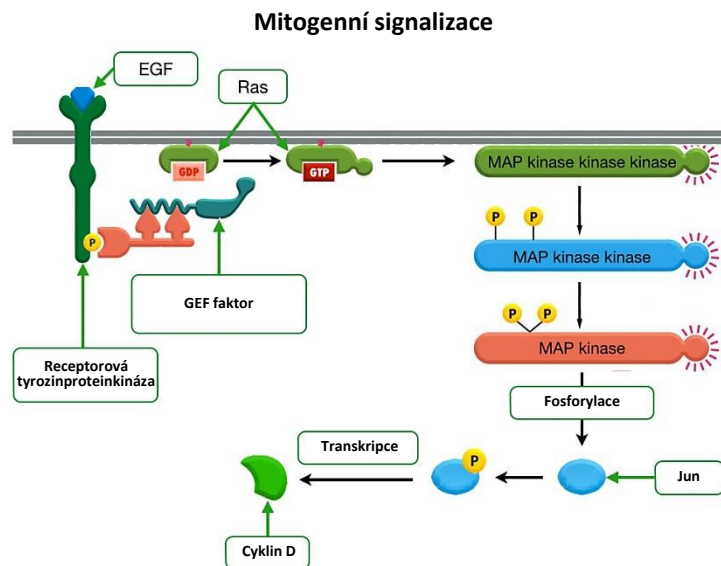 Mitogenní signalizace
EGF
Ras
GDP
GTP
MAP kinase kinase kinase
P
P
P
MAP kinase kinase
GEF faktor
P
P
MAP kinase
Receptorová
tyrozinproteinkináza
Fosforylace
Transkripce
P
Jun
Cyklin D